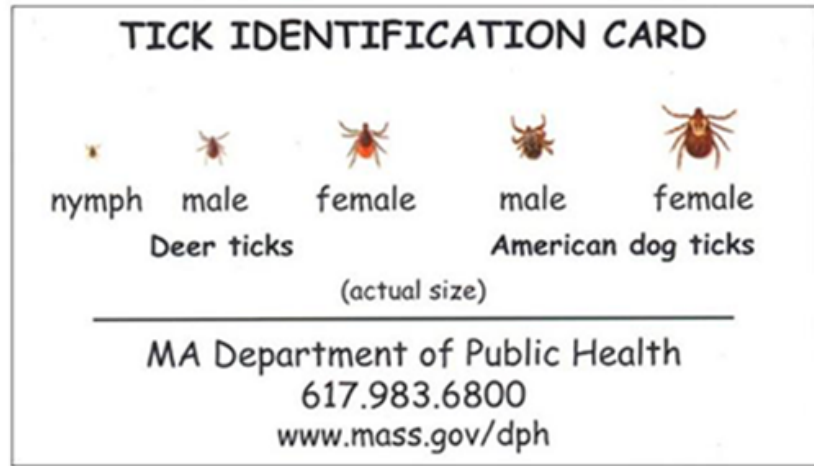 TICK IDENTIFICATION CARD
nymph male female male female
Deer ticks American dog ticks
(actual size)
MA Department of Public Health
617.983.6800
www.mass.gov/dph